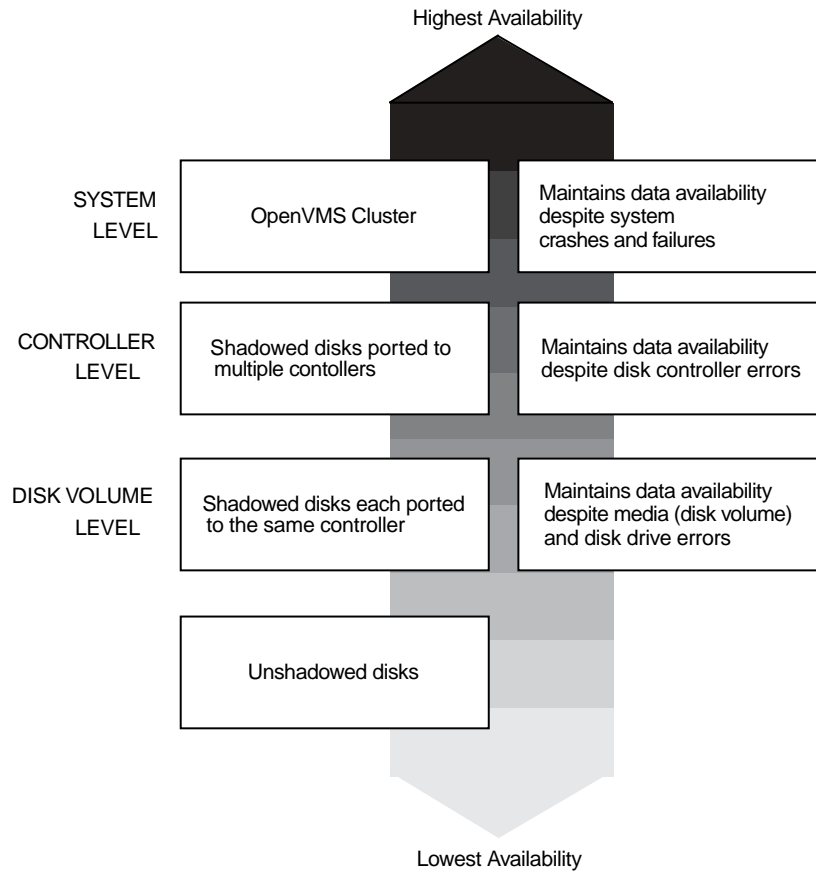 Highest Availability
SYSTEM
LEVEL
OpenVMS Cluster
Maintains data availability
despite system
crashes and failures
CONTROLLER
LEVEL
Shadowed disks ported to
multiple contollers
Maintains data availability
despite disk controller errors
DISK VOLUME
LEVEL
Shadowed disks each ported
to the same controller
Maintains data availability
despite media (disk volume)
and disk drive errors
Unshadowed disks
Lowest Availability